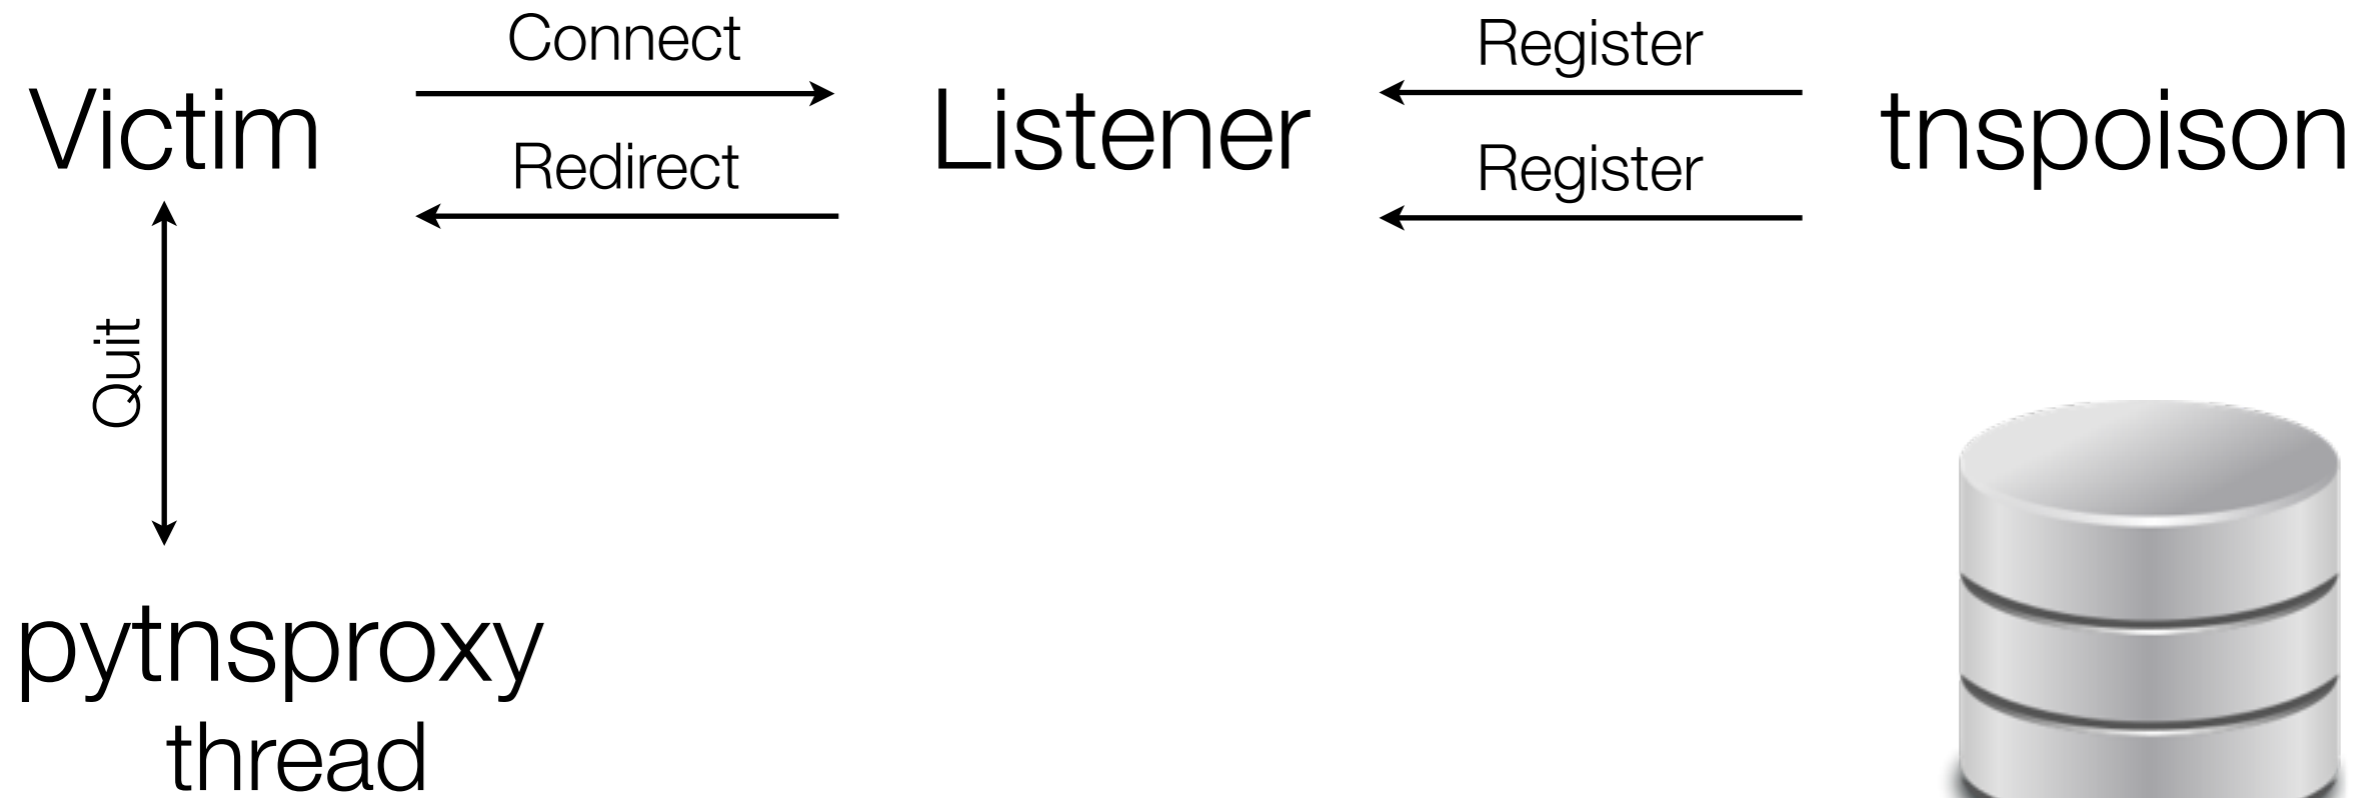 Connect
Register
Victim
Listener
tnspoison
Redirect
Register
Quit
pytnsproxy
thread